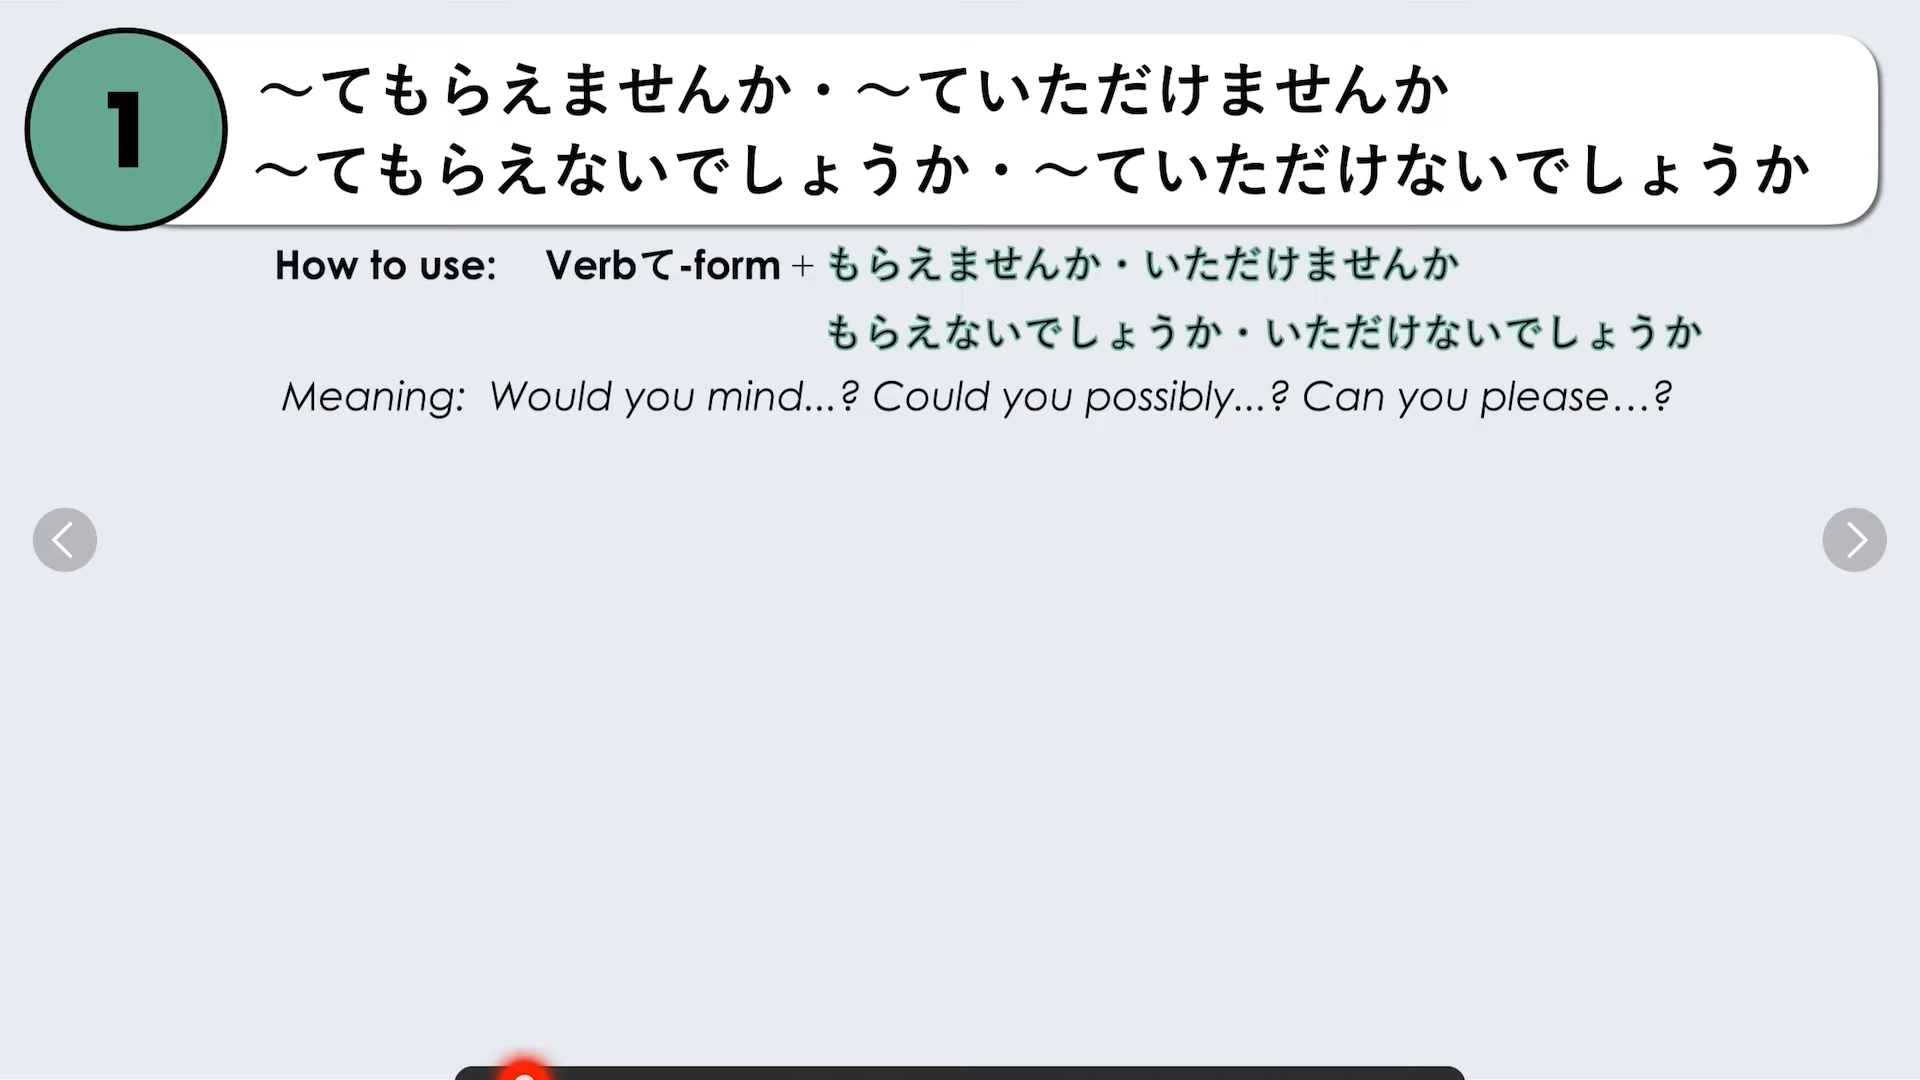 1
～てもらえませんか・～ていただけませんか
～てもらえないでしょうか・～ていただけないでしょうか
How to use: Verbて-form + もらえませんか・いただけませんか
もらえないでしょうか・いただけないでしょうか
Meaning: Would you mind...? Could you possibly...? Can you please...?